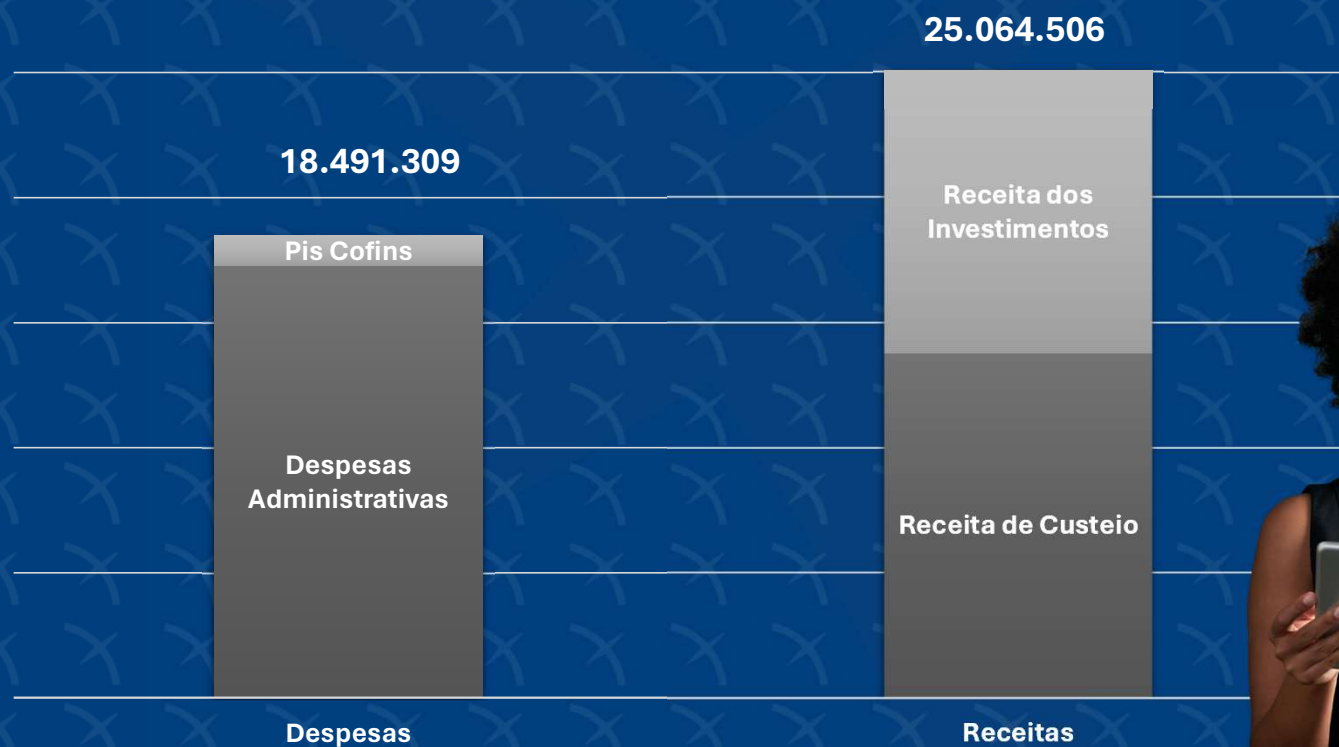 25.064.506
18.491.309
Receita dos
Investimentos
Pis Cofins
Despesas
Administrativas
Receita de Custeio
Despesas
Receitas